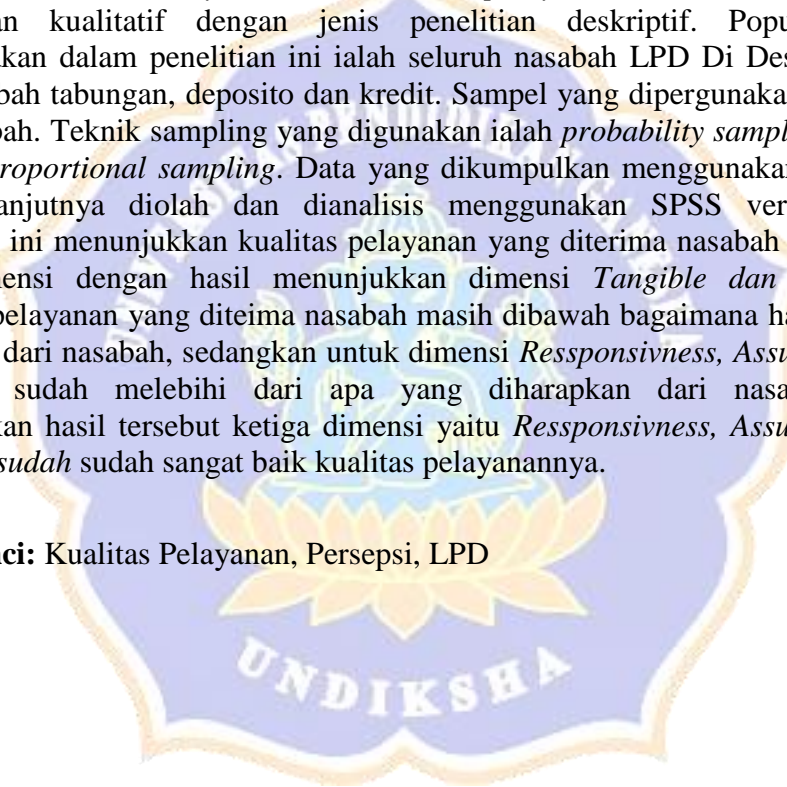 an kualitatif dengan jenis penelitian deskriptif. Popu
kan dalam penelitian ini ialah seluruh nasabah LPD Di Des
bah tabungan, deposito dan kredit. Sampel yang dipergunaka
bah. Teknik sampling yang digunakan ialah probability sampl
roportional sampling. Data yang dikumpulkan menggunakan
anjutnya diolah dan dianalisis menggunakan SPSS ver
ini menunjukkan kualitas pelayanan yang diterima nasabah
mensi dengan hasil menunjukkan dimensi Tangible dan
pelayanan yang diteima nasabah masih dibawah bagaimana ha
dari nasabah, sedangkan untuk dimensi Ressponsivness, Assu
sudah melebihi dari apa yang diharapkan dari nasa
kan hasil tersebut ketiga dimensi yaitu Ressponsivness, Assu
sudah sudah sangat baik kualitas pelayanannya.
nci: Kualitas Pelayanan, Persepsi, LPD
UNIVERSITAS PENDIDIKAN GANESHA
UNDIKSHA